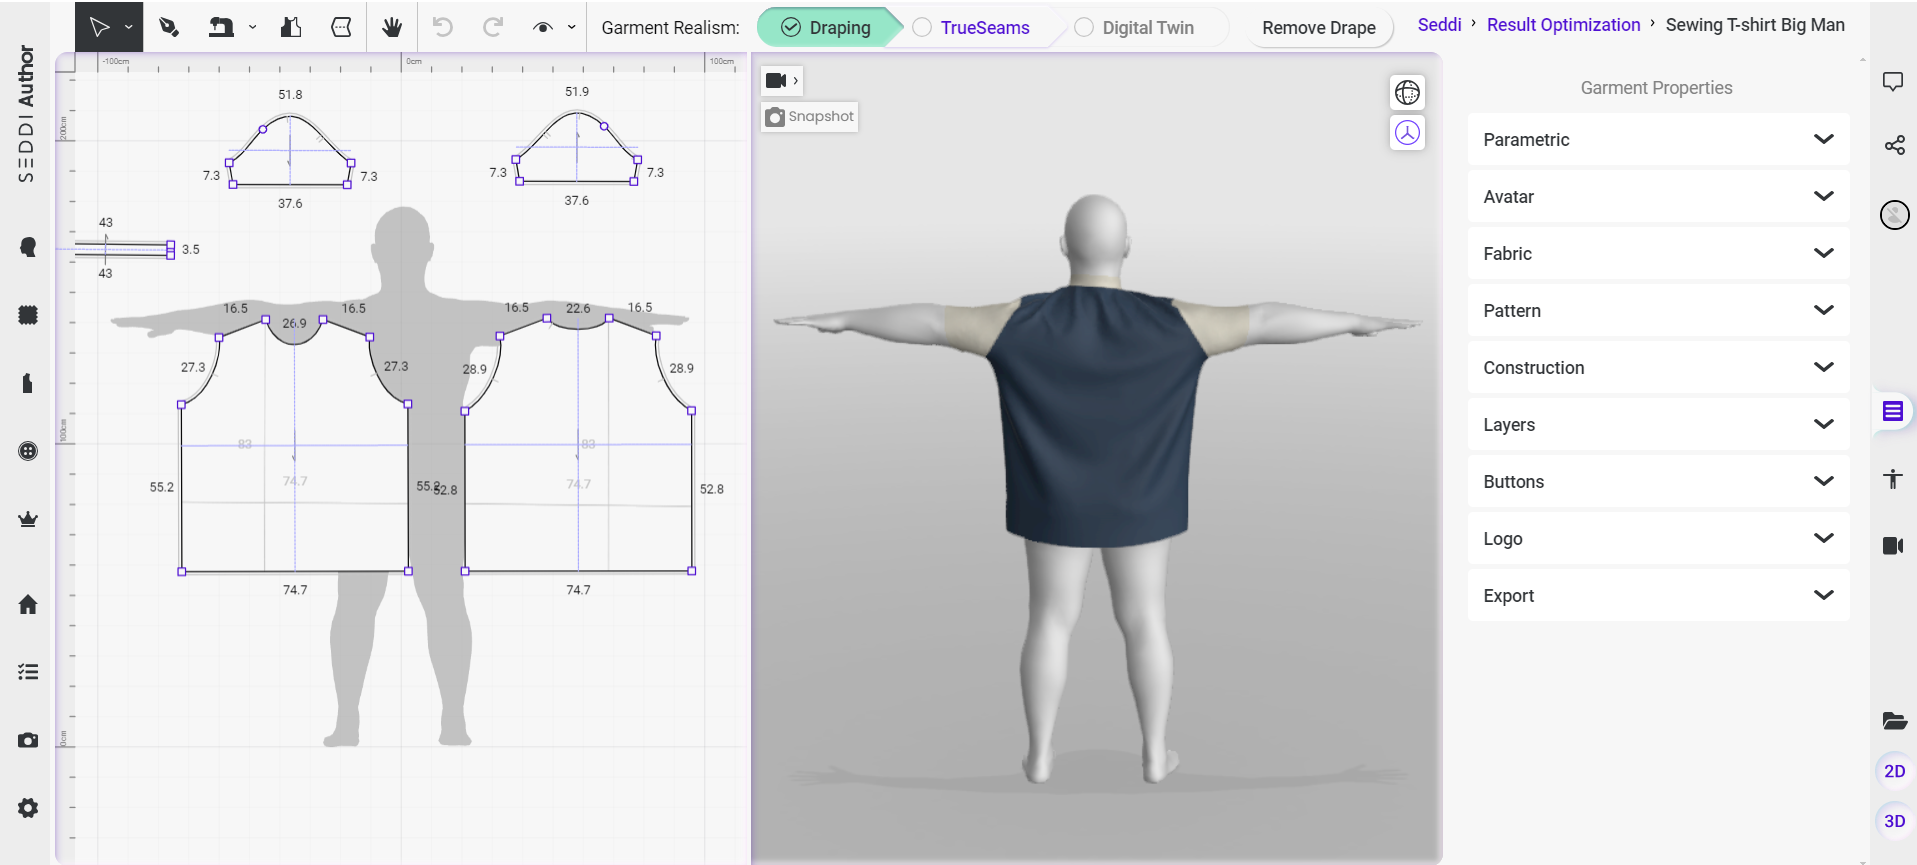 SEDDI Author
Garment Realism:
Draping
TrueSeams
Digital Twin
Remove Drape
Seddi › Result Optimization › Sewing T-shirt Big Man
-100cm
0cm
100cm
200cm
100cm
0cm
51.8
7.3
7.3
37.6
51.9
7.3
7.3
37.6
43
3.5
43
16.5
26.9
16.5
27.3
27.3
83
74.7
55.2
55.2
74.7
16.5
22.6
16.5
28.9
28.9
83
74.7
52.8
52.8
74.7
Snapshot
Garment Properties
Parametric
Avatar
Fabric
Pattern
Construction
Layers
Buttons
Logo
Export
2D
3D